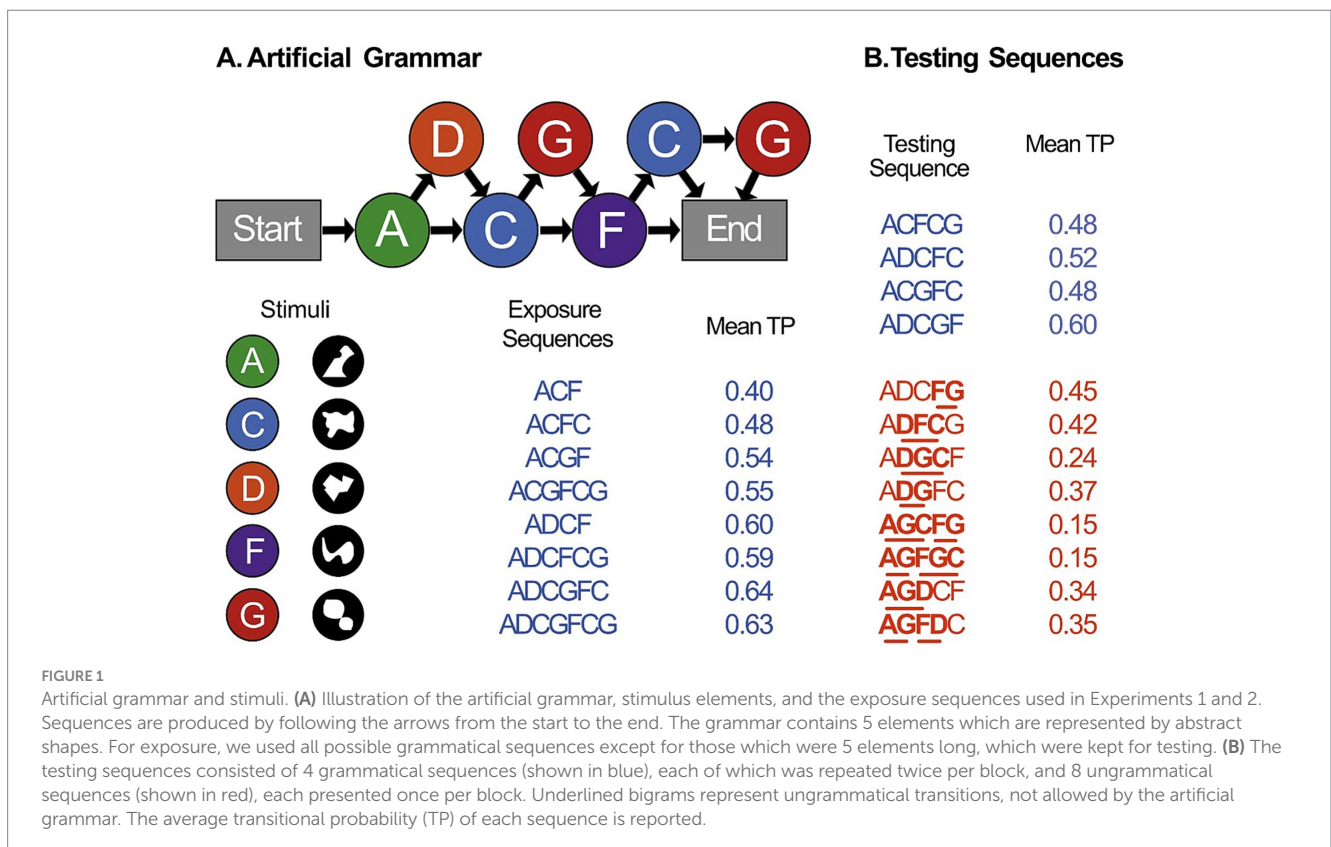 A. Artificial Grammar
D G C G
Start A C F End
Stimuli
A
C
D
F
G
Exposure
Sequences
Mean TP
ACF 0.40
ACFC 0.48
ACGF 0.54
ACGFCG 0.55
ADCF 0.60
ADCFCG 0.59
ADCGFC 0.64
ADCGFCG 0.63
B. Testing Sequences
Testing
Sequence
Mean TP
ACFCG 0.48
ADCFC 0.52
ACGFC 0.48
ADCGF 0.60
ADCFG 0.45
ADFCG 0.42
ADGCF 0.24
ADGFC 0.37
AGCFG 0.15
AGFGC 0.15
AGDCF 0.34
AGFDC 0.35
FIGURE 1
Artificial grammar and stimuli. (A) Illustration of the artificial grammar, stimulus elements, and the exposure sequences used in Experiments 1 and 2.
Sequences are produced by following the arrows from the start to the end. The grammar contains 5 elements which are represented by abstract
shapes. For exposure, we used all possible grammatical sequences except for those which were 5 elements long, which were kept for testing. (B) The
testing sequences consisted of 4 grammatical sequences (shown in blue), each of which was repeated twice per block, and 8 ungrammatical
sequences (shown in red), each presented once per block. Underlined bigrams represent ungrammatical transitions, not allowed by the artificial
grammar. The average transitional probability (TP) of each sequence is reported.